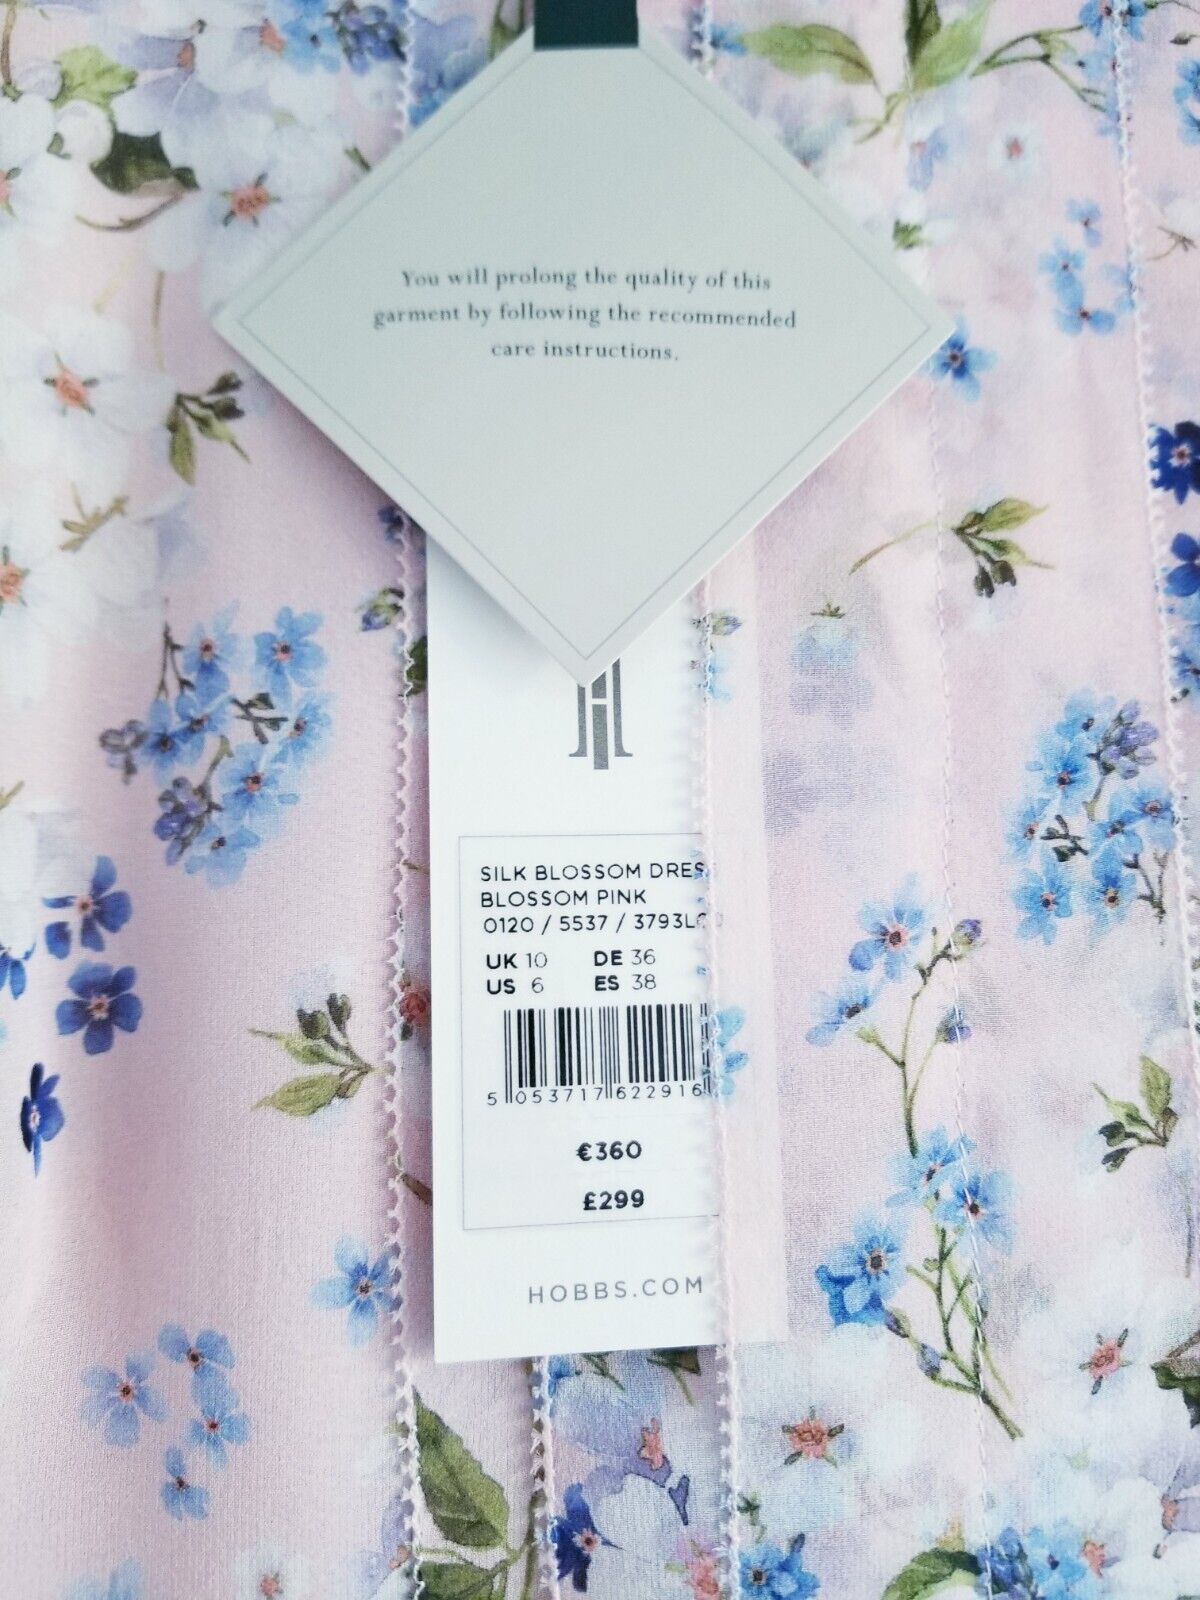 You will prolong the quality of this
garment by following the recommended
care instructions.
SILK BLOSSOM DRES
BLOSSOM PINK
0120 / 5537 / 3793L
UK 10 DE 36
US 6 ES 38
5 053717 622916
€360
£299
HOBBS.COM